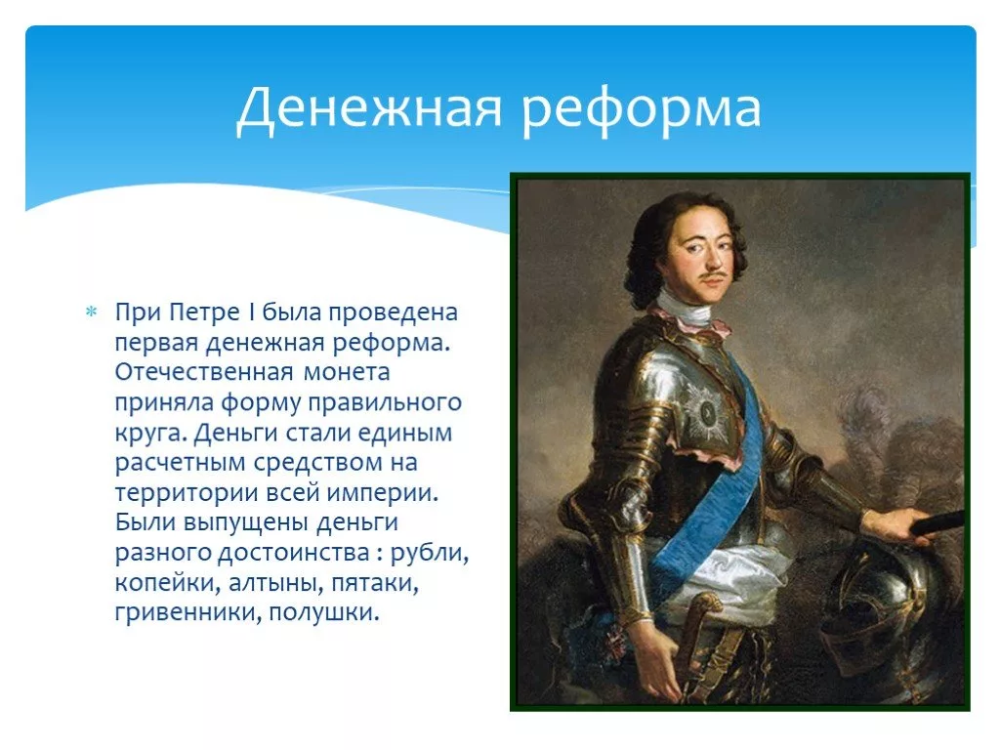 Денежная реформа
При Петре I была проведена
первая денежная реформа.
Отечественная монета
приняла форму правильного
круга. Деньги стали единым
расчетным средством на
территории всей империи.
Были выпущены деньги
разного достоинства : рубли,
копейки, алтыны, пятаки,
гривенники, полушки.